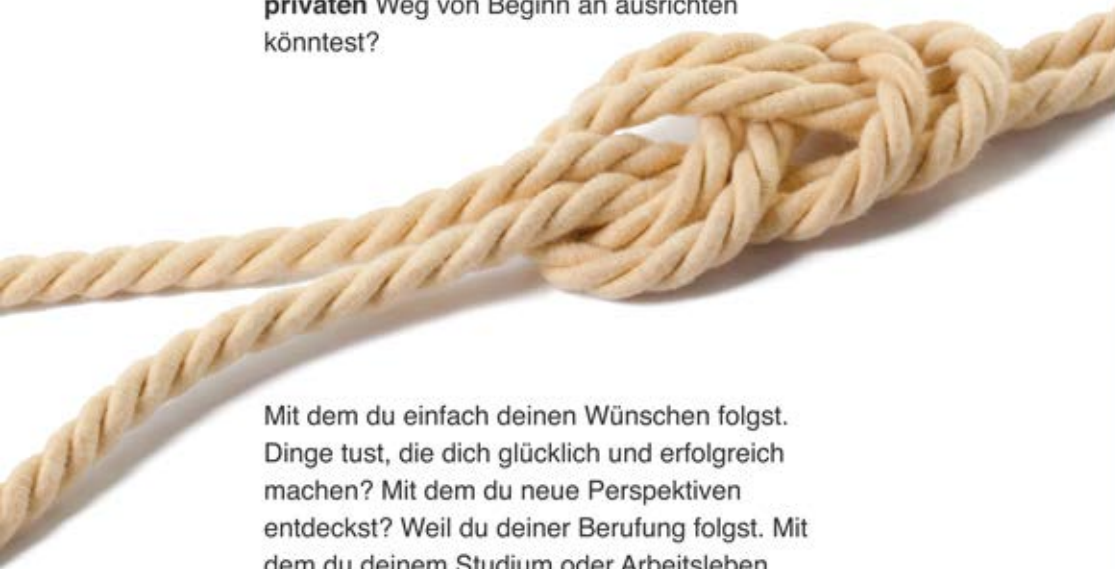 privaten Weg von Beginn an ausrichten
könntest?
Mit dem du einfach deinen Wünschen folgst.
Dinge tust, die dich glücklich und erfolgreich
machen? Mit dem du neue Perspektiven
entdeckst? Weil du deiner Berufung folgst. Mit
dem du deinem Studium oder Arbeitsleben